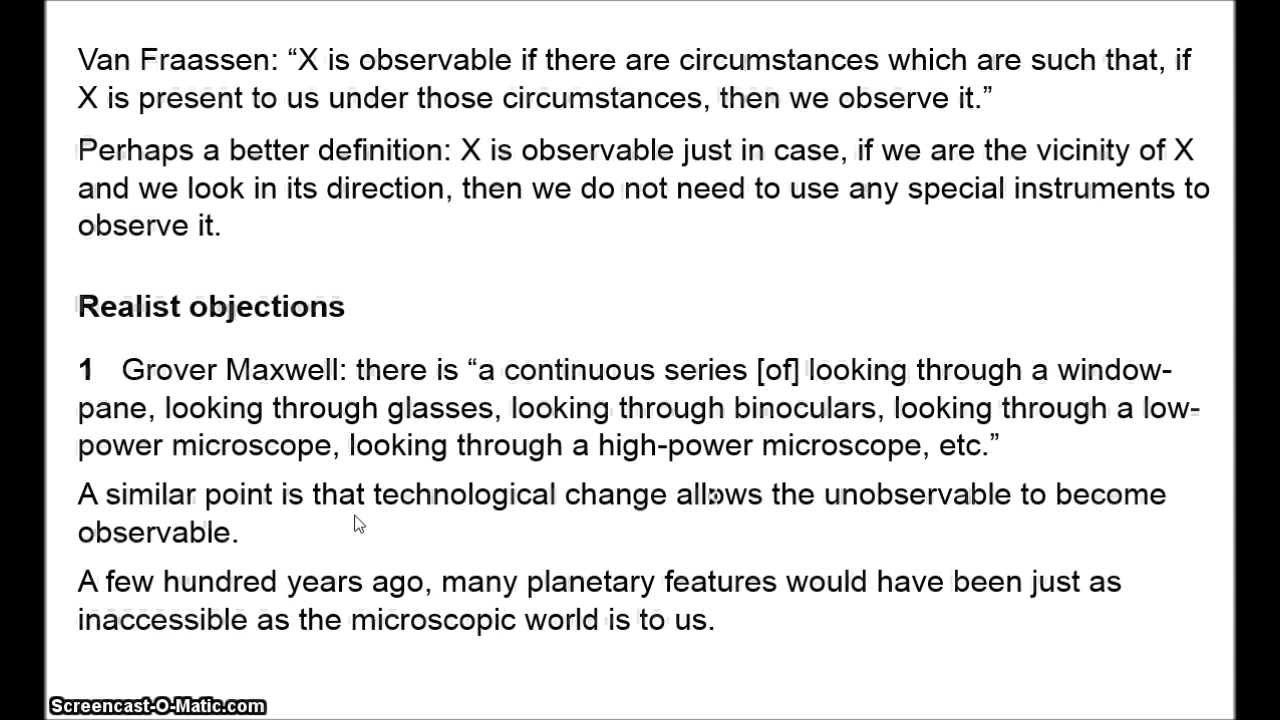 Van Fraassen: “X is observable if there are circumstances which are such that, if
X is present to us under those circumstances, then we observe it.”
Perhaps a better definition: X is observable just in case, if we are the vicinity of X
and we look in its direction, then we do not need to use any special instruments to
observe it.
Realist objections
1 Grover Maxwell: there is “a continuous series [of] looking through a window-
pane, looking through glasses, looking through binoculars, looking through a low-
power microscope, looking through a high-power microscope, etc.”
A similar point is that technological change allows the unobservable to become
observable.
A few hundred years ago, many planetary features would have been just as
inaccessible as the microscopic world is to us.
Screencast-O-Matic.com